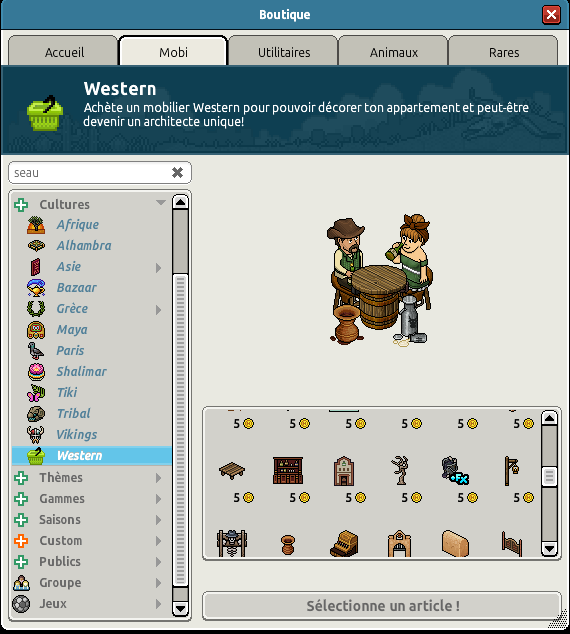 Boutique
Accueil
Mobi
Utilitaires
Animaux
Rares
Western
Achète un mobilier Western pour pouvoir décorer ton appartement et peut-être
devenir un architecte unique!
seau
Cultures
Afrique
Alhambra
Asie
Bazaar
Grèce
Maya
Paris
Shalimar
Tiki
Tribal
Vikings
Western
Thèmes
Gammes
Saisons
Custom
Publics
Groupe
Jeux
5 5 5 5 5 5
FX
5 5 5 5 5 5
Sélectionne un article !